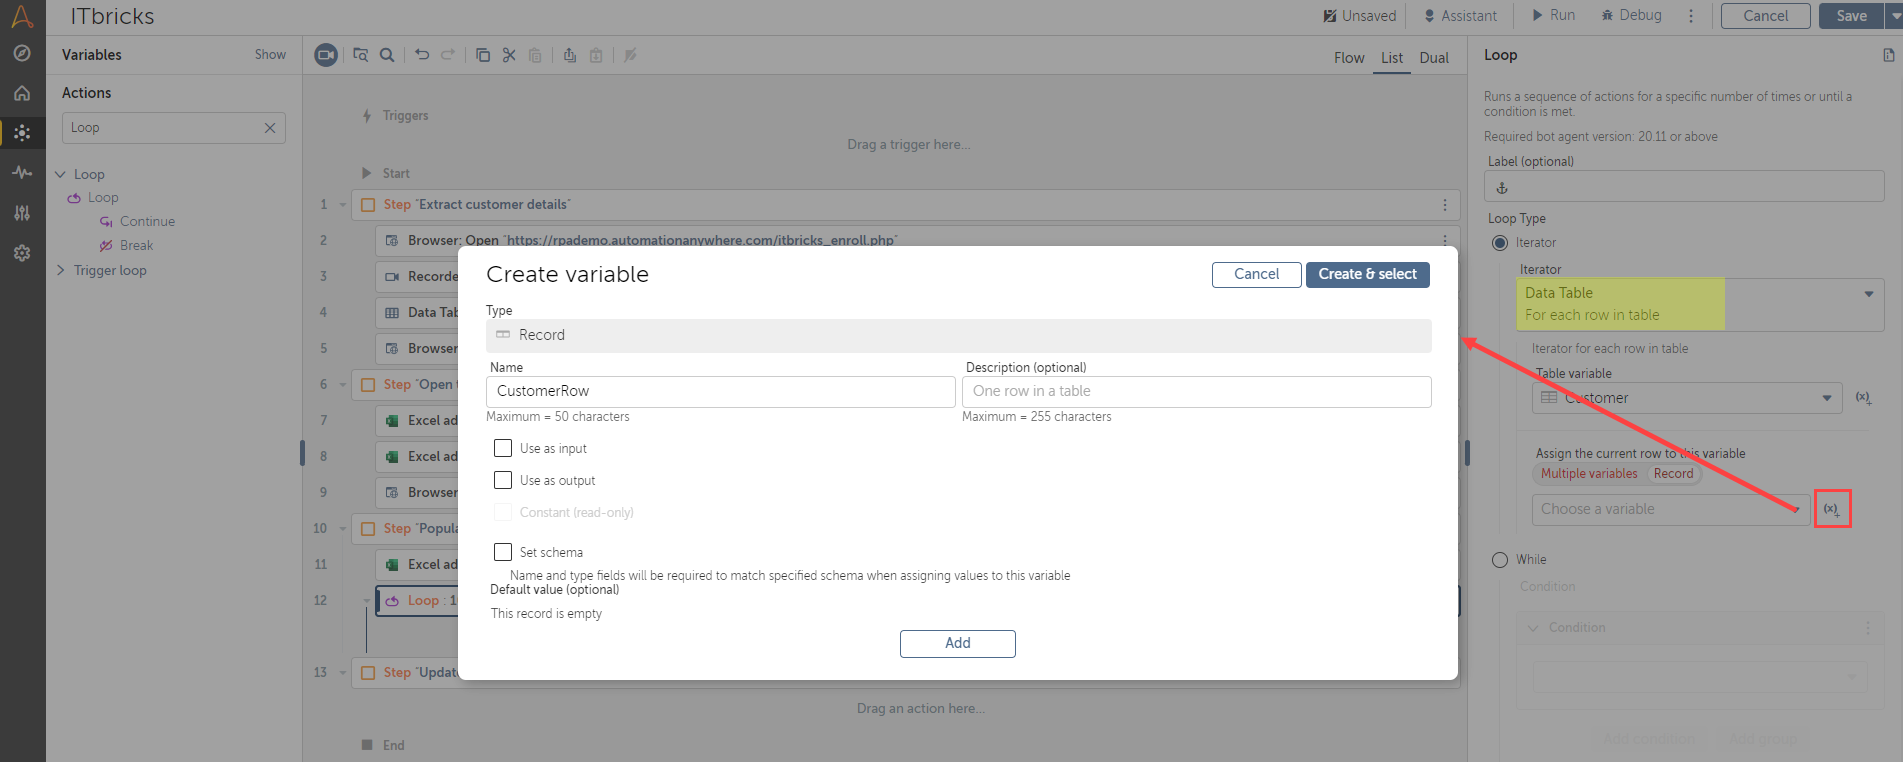 ITbricks
Unsaved
Assistant
Run
Debug
Cancel
Save
Variables
Show
Flow
List
Dual
Loop
Actions
Loop
Loop
Loop
Continue
Break
Trigger loop
Triggers
Drag a trigger here...
Start
1 Step "Extract customer details"
2 Browser: Open "https://rpademo.automationanywhere.com/itbricks_enroll.php"
3 Recorde
4 Data Tab
5 Browser
6 Step "Open t
7 Excel ad
8 Excel ad
9 Browser
10 Step "Popula
11 Excel ad
12 Loop : 1
13 Step "Updat
Drag an action here...
End
Create variable
Cancel
Create & select
Type
Record
Name
Description (optional)
CustomerRow
One row in a table
Maximum = 50 characters
Maximum = 255 characters
Use as input
Use as output
Constant (read-only)
Set schema
Name and type fields will be required to match specified schema when assigning values to this variable
Default value (optional)
This record is empty
Add
Runs a sequence of actions for a specific number of times or until a
condition is met.
Required bot agent version: 20.11 or above
Label (optional)
Loop Type
Iterator
Iterator
Data Table
For each row in table
Iterator for each row in table
Table variable
Customer
(x)+
Assign the current row to this variable
Multiple variables
Record
Choose a variable
(x)+
While
Condition
Condition
Add condition
Add group